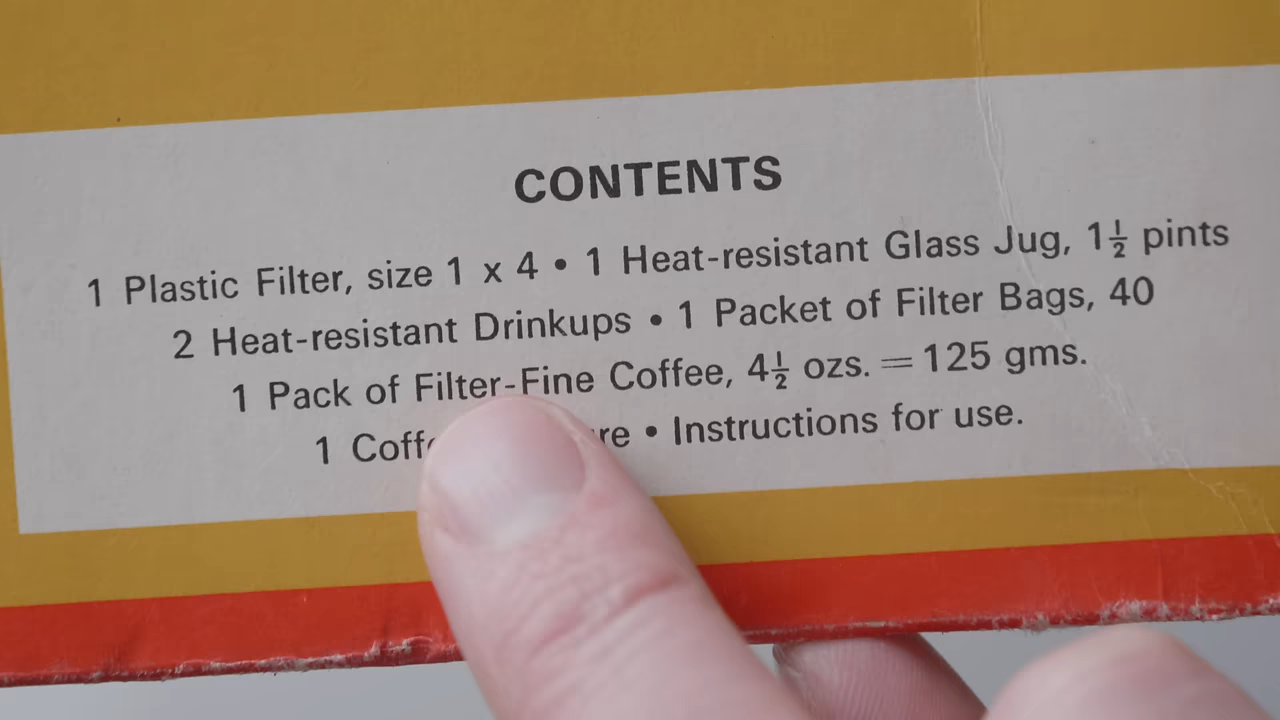 CONTENTS
1 Plastic Filter, size 1 x 4 • 1 Heat-resistant Glass Jug, 1½ pints
2 Heat-resistant Drinkups • 1 Packet of Filter Bags, 40
1 Pack of Filter-Fine Coffee, 4½ ozs. = 125 gms.
1 • Instructions for use.